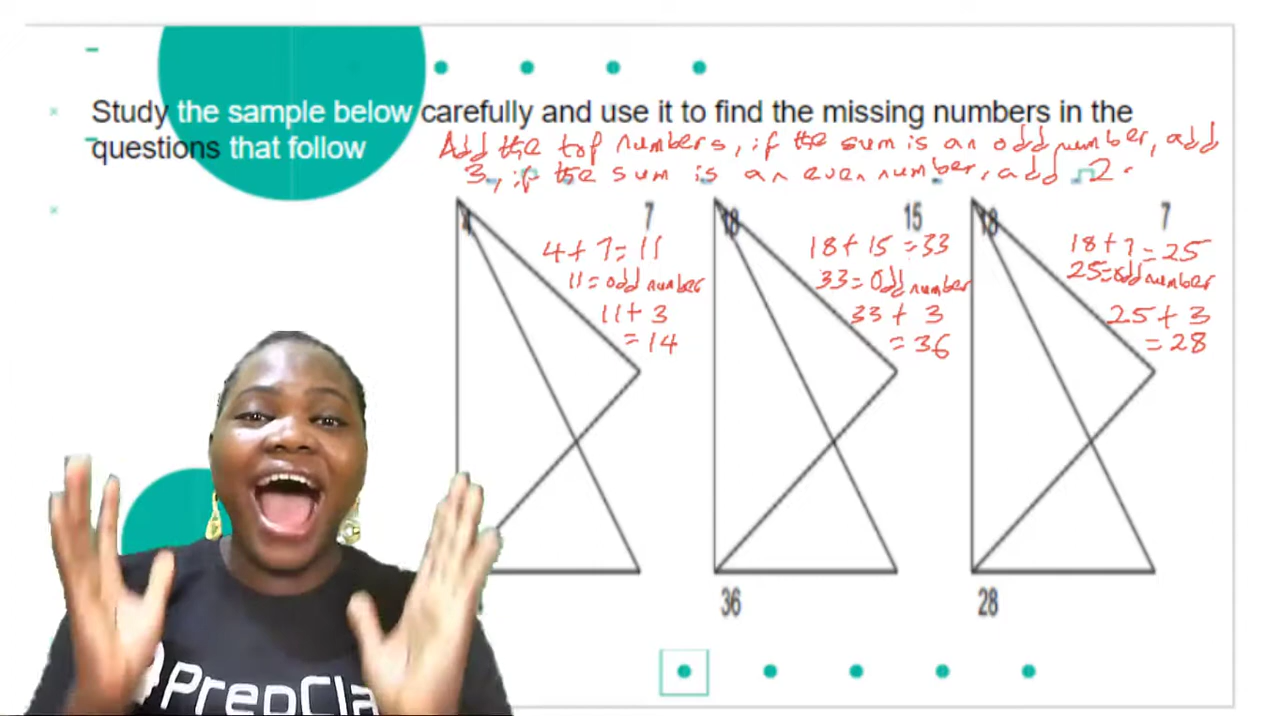 Study the sample below carefully and use it to find the missing numbers in the
questions that follow
Add the top numbers, if the sum is an odd number, add
3, if the sum is an even number, add 2.
4 7
4 + 7 = 11
11 = odd number
11 + 3
= 14
18 15
18 + 15 = 33
33 = Odd number
33 + 3
= 36
36
18 7
18 + 7 = 25
25 = odd number
25 + 3
= 28
28
PrepCla